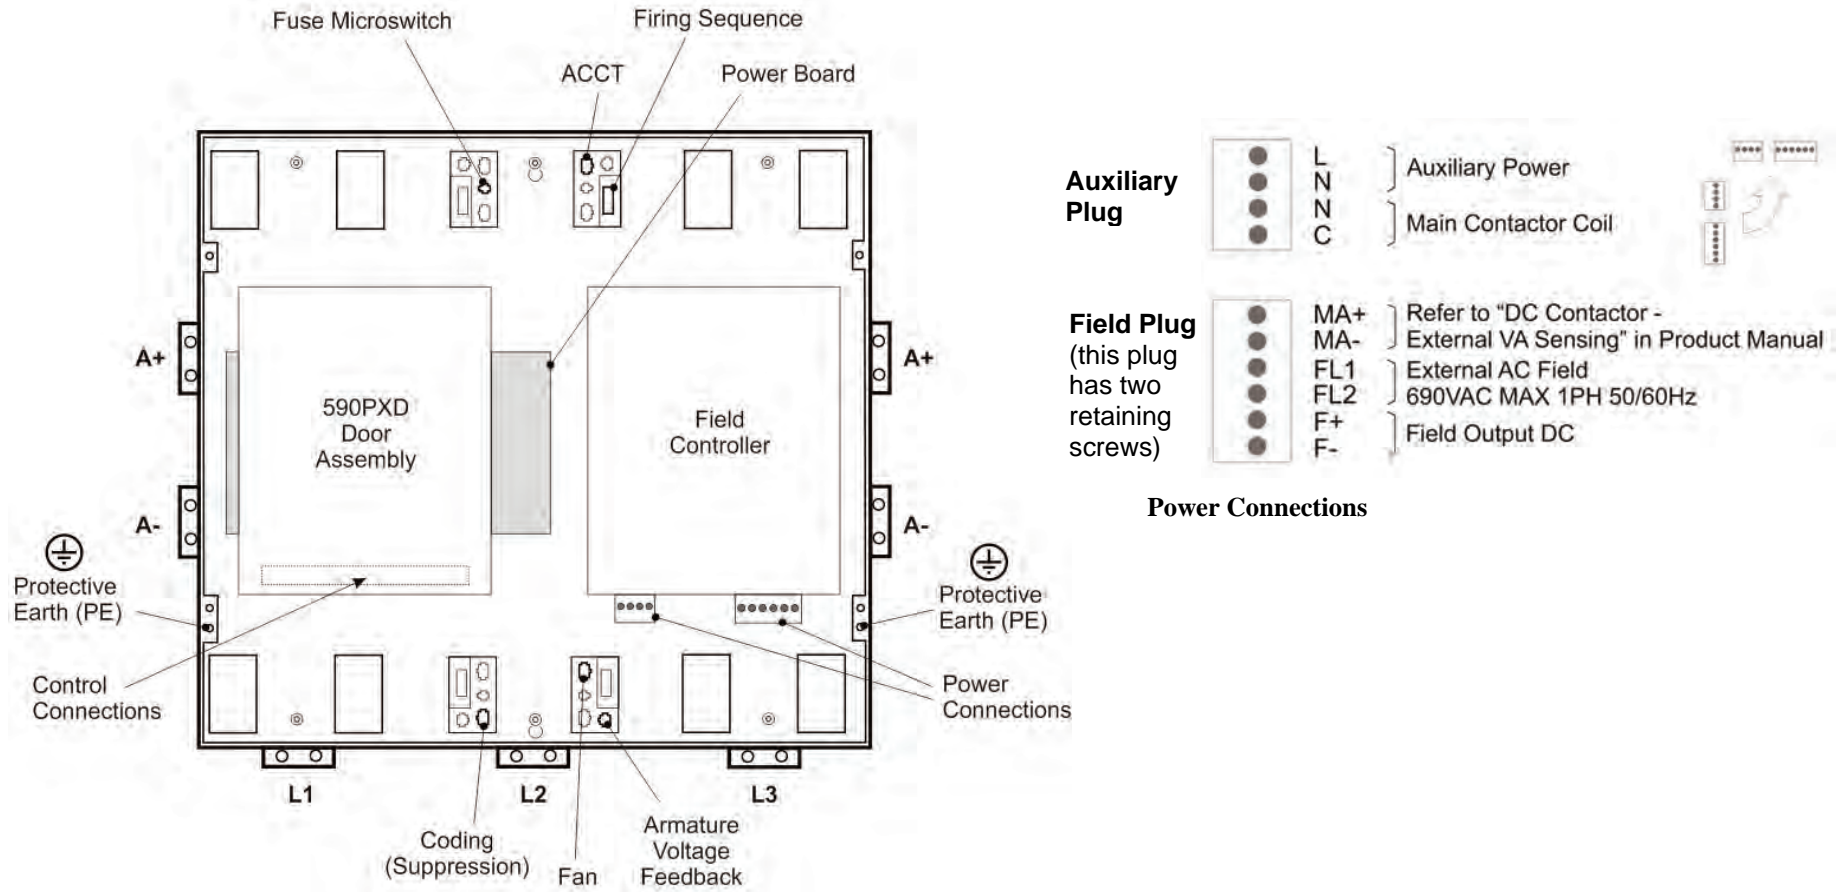 Fuse Microswitch
Firing Sequence
ACCT
Power Board
A+
A-
A+
A-
590PXD
Door
Assembly
Field
Controller
Protective
Earth (PE)
Protective
Earth (PE)
Control
Connections
Power
Connections
L1
L2
L3
Coding
(Suppression)
Fan
Armature
Voltage
Feedback
Auxiliary
Plug
L
N
Auxiliary Power
N
C
Main Contactor Coil
Field Plug
(this plug
has two
retaining
screws)
MA+
MA-
Refer to "DC Contactor -
External VA Sensing" in Product Manual
FL1
FL2
External AC Field
690VAC MAX 1PH 50/60Hz
F+
F-
Field Output DC
Power Connections